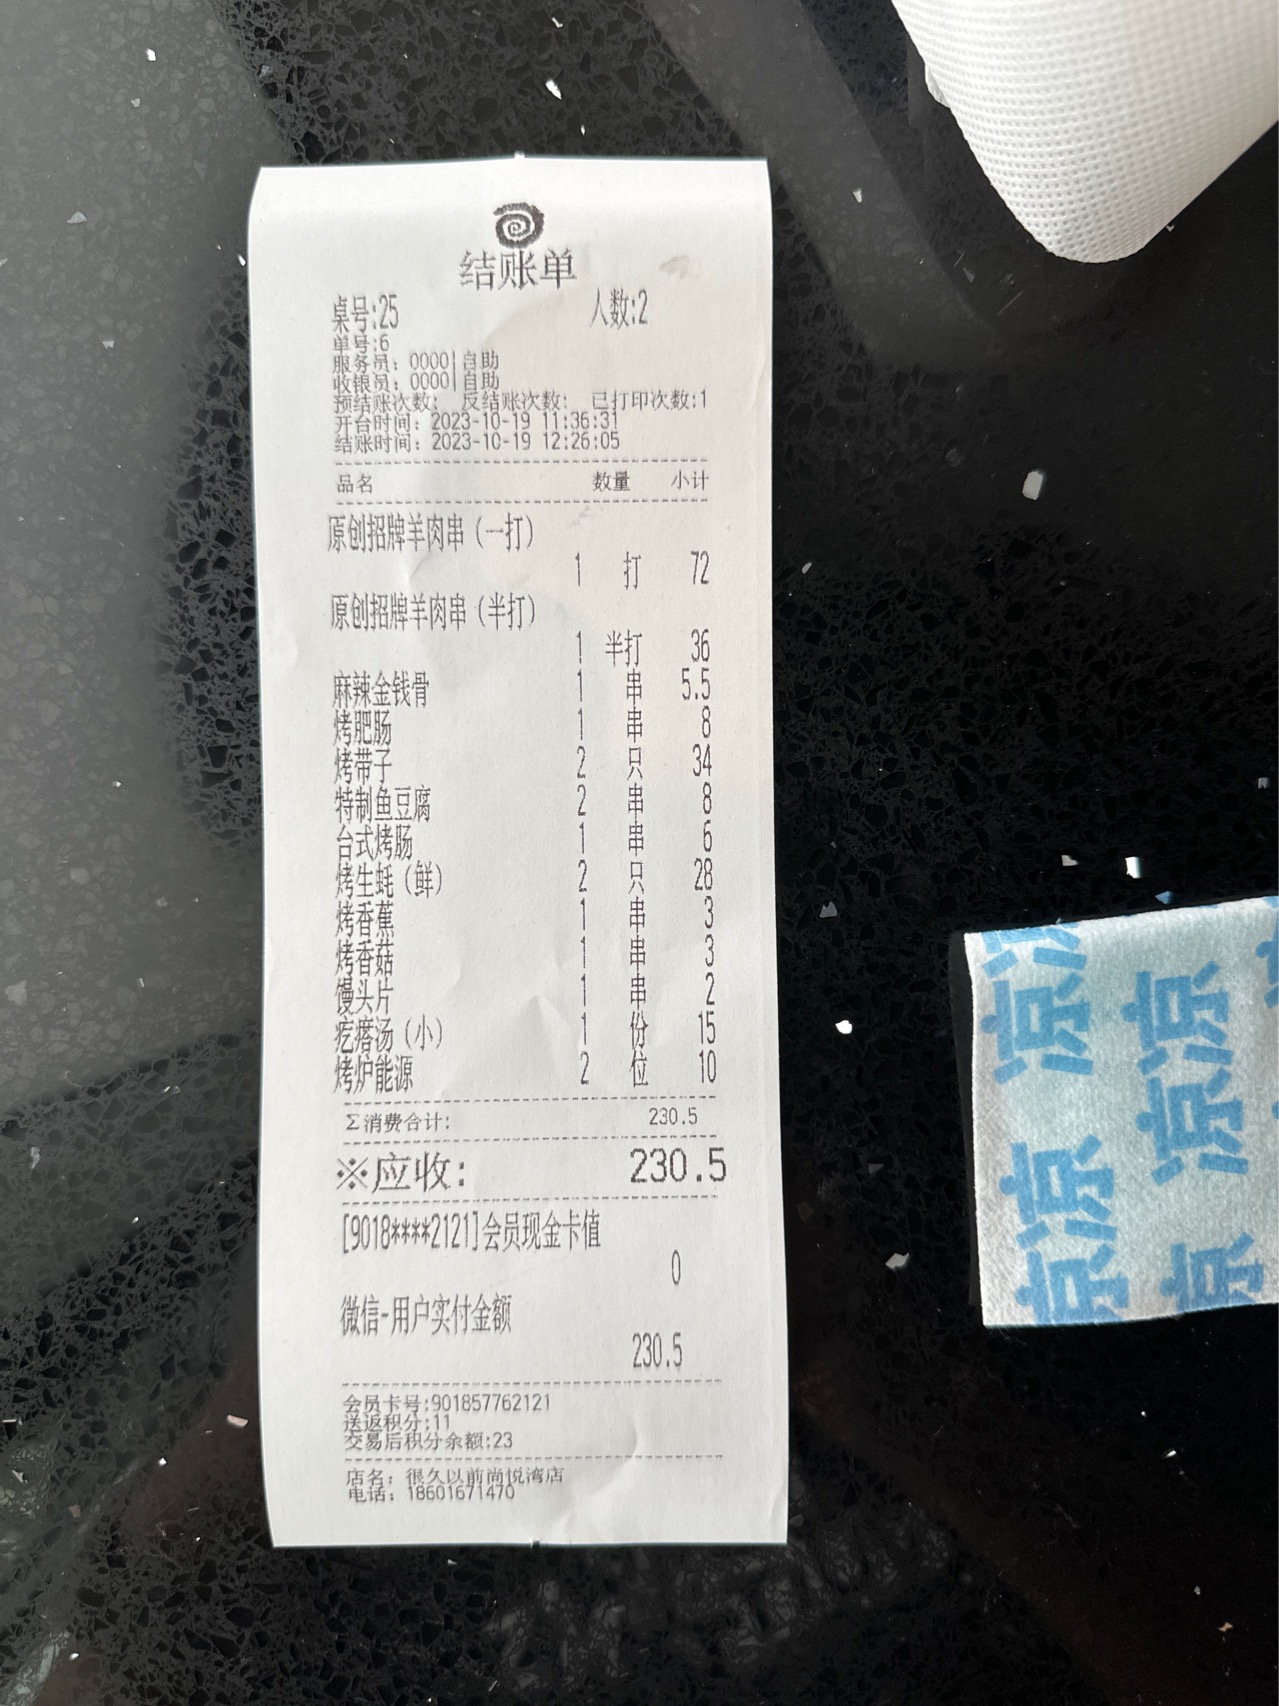 结账单
桌号:25 人数:2
单号:6
服务员: 0000| 自助
收银员: 0000| 自助
预结账次数: 反结账次数: 已打印次数:1
开台时间: 2023-10-19 11:36:31
结账时间: 2023-10-19 12:26:05
品名 数量 小计
原创招牌羊肉串(一打)
1 打 72
原创招牌羊肉串(半打)
1 半打 36
麻辣金钱骨 1 串 5.5
烤肥肠 1 串 8
烤带子 2 只 34
特制鱼豆腐 2 串 8
台式烤肠 1 串 6
烤生蚝(鲜) 2 只 28
烤香蕉 1 串 3
烤香菇 1 串 3
馒头片 1 串 2
疙瘩汤(小) 1 份 15
烤炉能源 2 位 10
Σ消费合计: 230.5
※应收: 230.5
[9018****2121]会员现金卡值
0
微信-用户实付金额
230.5
会员卡号:901857762121
送返积分:11
交易后积分余额:23
店名: 很久以前尚悦湾店
电话: 18601671470
凉凉
凉凉